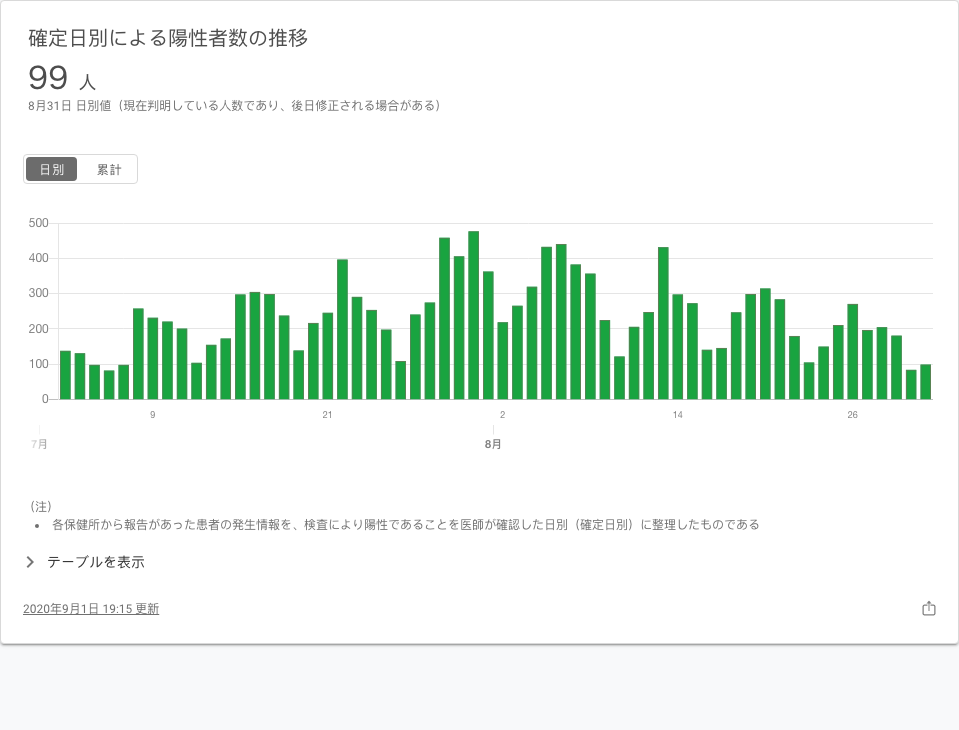 確定日別による陽性者数の推移
99 人
8月31日 日別値（現在判明している人数であり、後日修正される場合がある）
日別 累計
500
400
300
200
100
0
9 21 2 14 26
7月 8月
（注）
• 各保健所から報告があった患者の発生情報を、検査により陽性であることを医師が確認した日別（確定日別）に整理したものである
テーブルを表示
2020年9月1日 19:15 更新